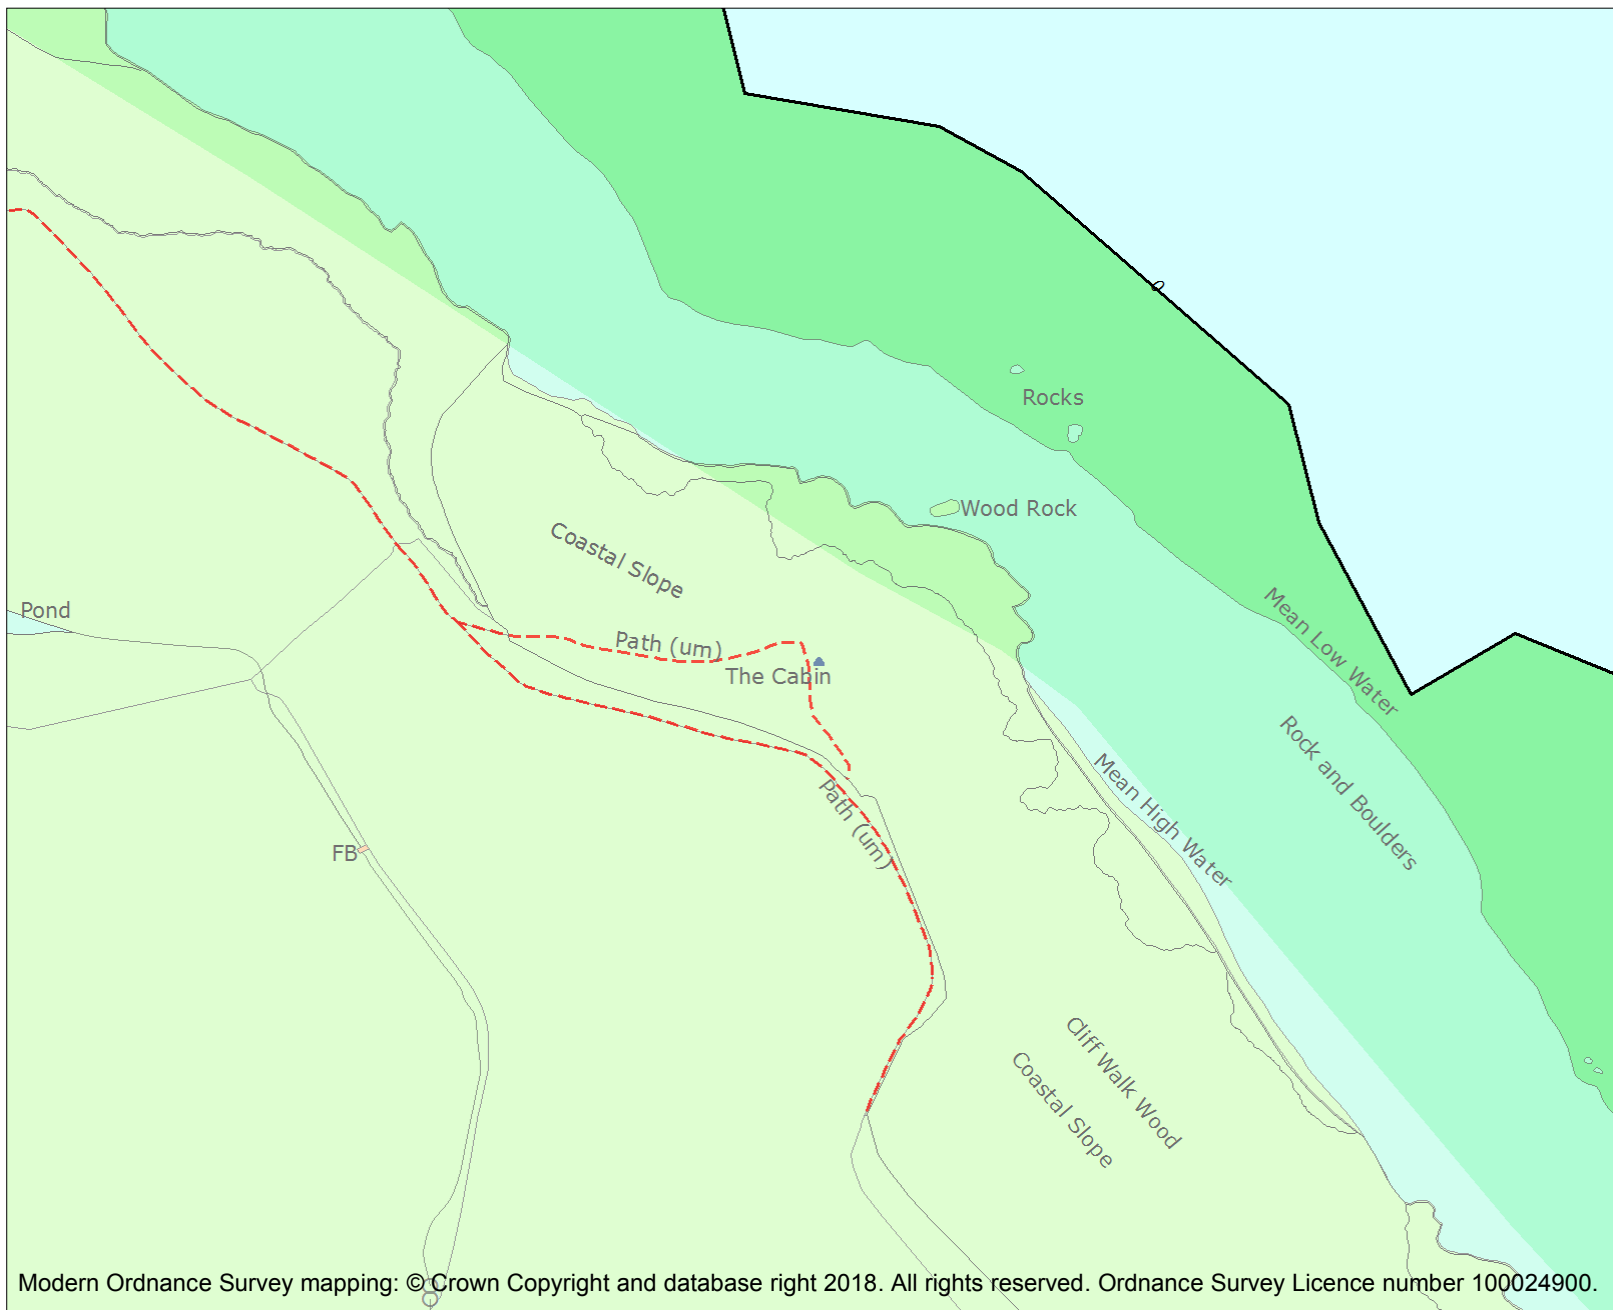 Rocks
Wood Rock
Coastal Slope
Mean Low Water
Pond
Path (um)
The Cabin
Rock and Boulders
Mean High Water
Path (um)
FB
Cliff Walk Wood
Coastal Slope
Modern Ordnance Survey mapping: © Crown Copyright and database right 2018. All rights reserved. Ordnance Survey Licence number 100024900.